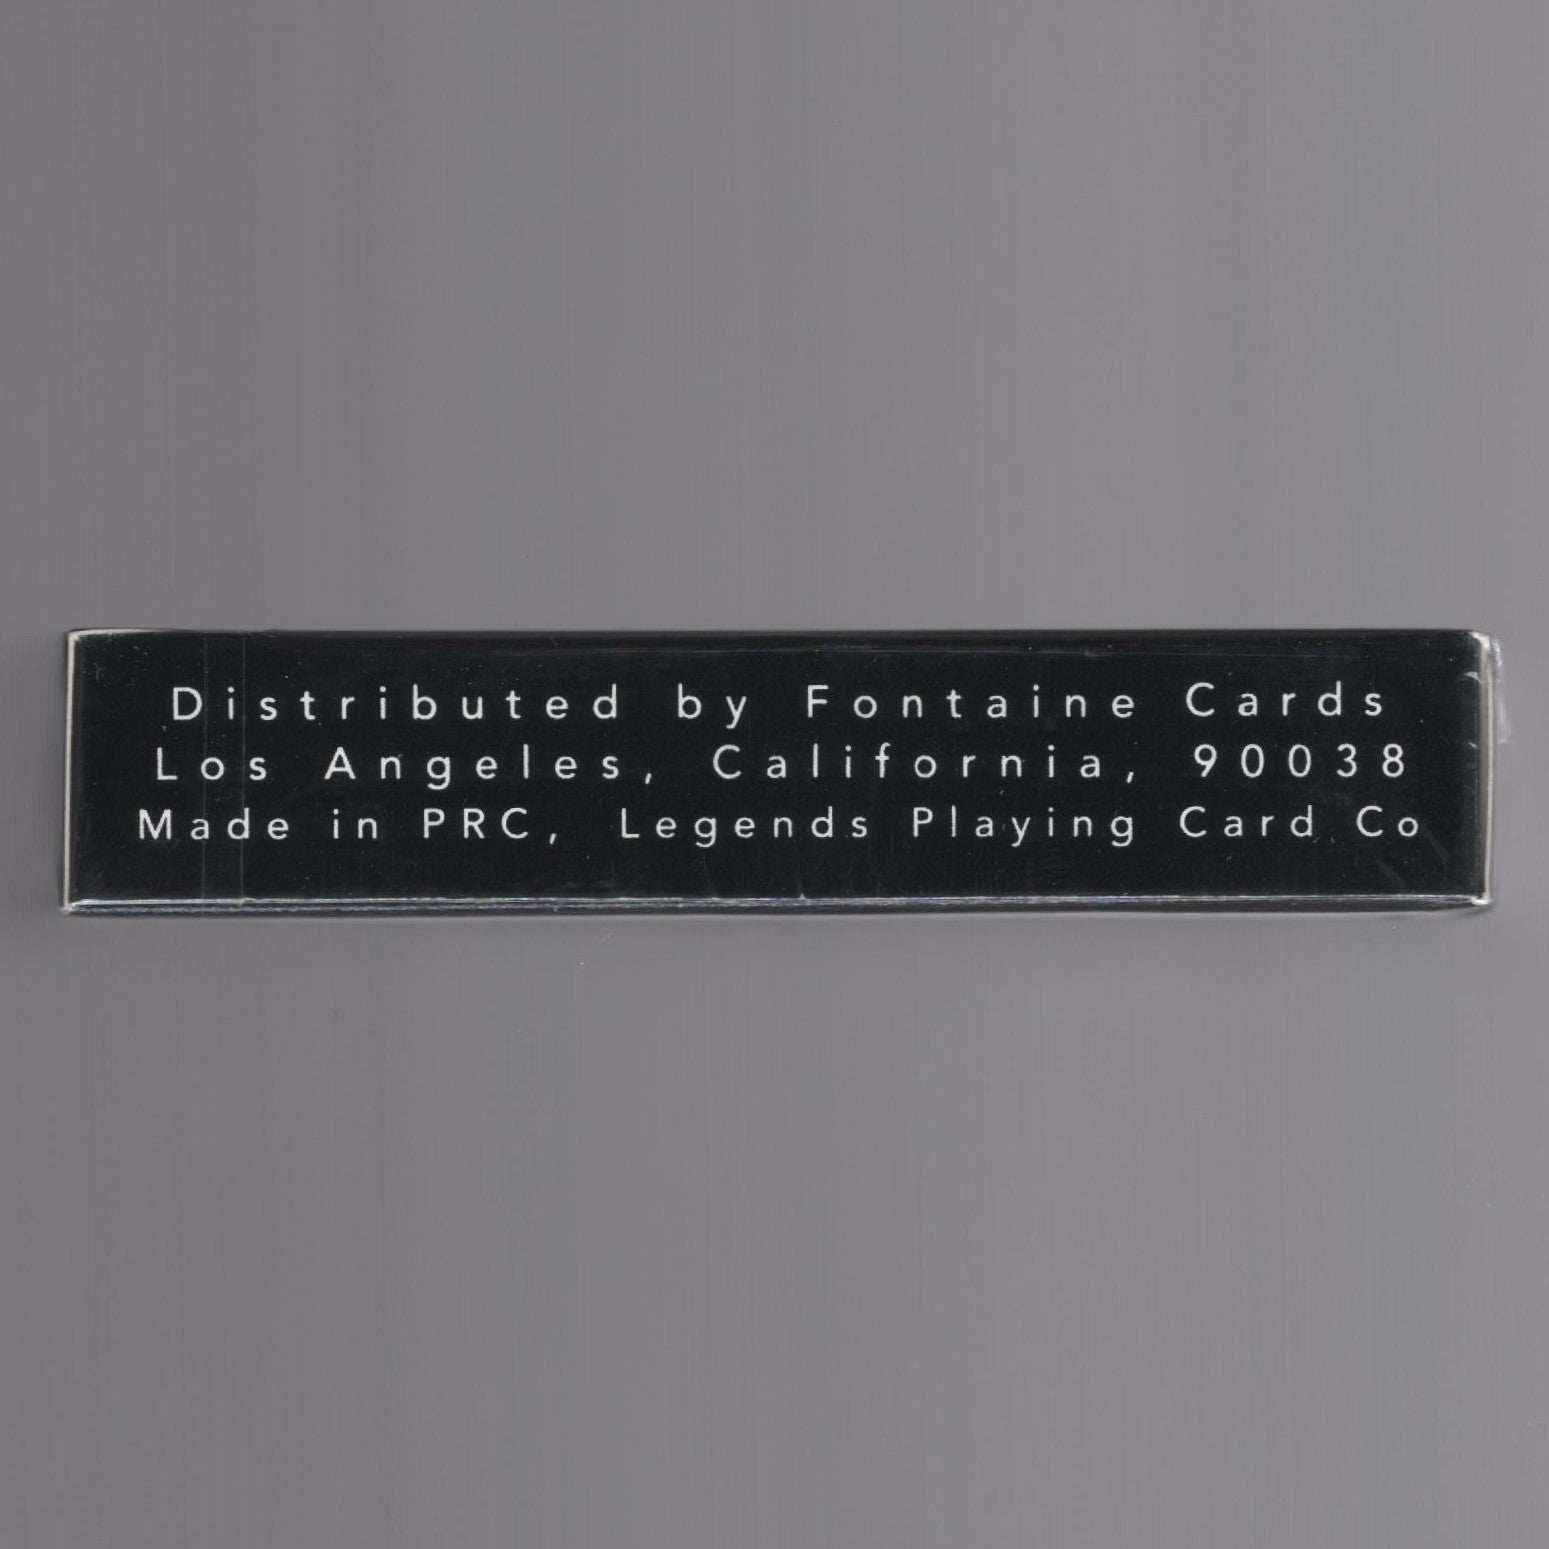 Distributed by Fontaine Cards
Los Angeles, California, 90038
Made in PRC, Legends Playing Card Co